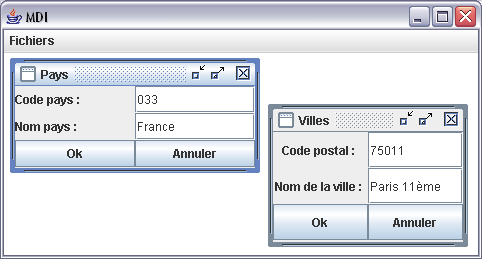 MDI
Fichiers
Pays
Code pays : 033
Nom pays : France
Ok Annuler
Villes
Code postal : 75011
Nom de la ville : Paris 11ème
Ok Annuler